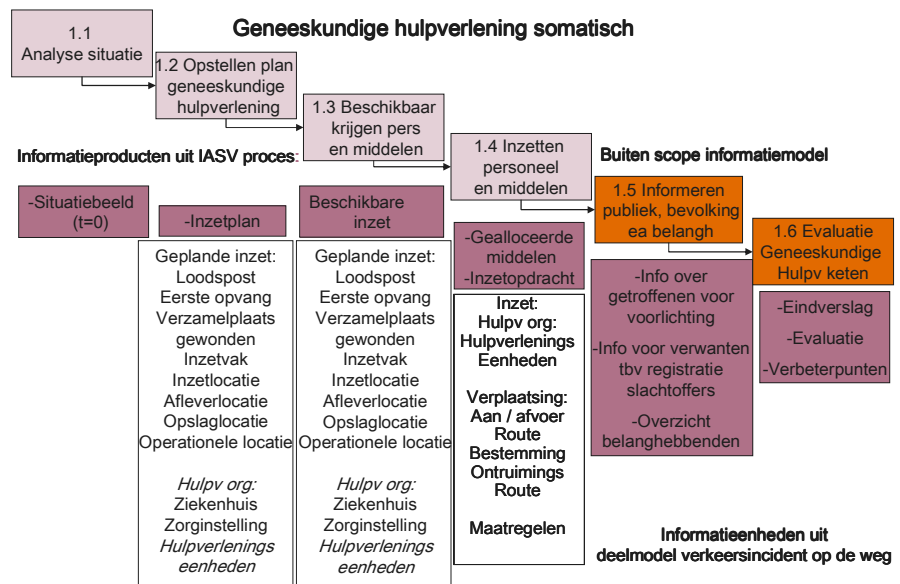 Geneeskundige hulpverlening somatisch
1.1
Analyse situatie
1.2 Opstellen plan
geneeskundige
hulpverlening
1.3 Beschikbaar
krijgen pers
en middelen
1.4 Inzetten
personeel
en middelen
Informatieproducten uit IASV proces:
Buiten scope informatiemodel
1.5 Informeren
publiek, bevolking
ea belangh
1.6 Evaluatie
Geneeskundige
Hulpv keten
-Situatiebeeld
(t=0)
-Inzetplan
Beschikbare
inzet
-Gealloceerde
middelen
-Inzetopdracht
-Info over
getroffenen voor
voorlichting
-Info voor verwanten
tbv registratie
slachtoffers
-Overzicht
belanghebbenden
-Eindverslag
-Evaluatie
-Verbeterpunten
Geplande inzet:
Loodspost
Eerste opvang
Verzamelplaats
gewonden
Inzetvak
Inzetlocatie
Afleverlocatie
Opslaglocatie
Operationele locatie
Hulpv org:
Ziekenhuis
Zorginstelling
Hulpverlenings
eenheden
Geplande inzet:
Loodspost
Eerste opvang
Verzamelplaats
gewonden
Inzetvak
Inzetlocatie
Afleverlocatie
Opslaglocatie
Operationele locatie
Hulpv org:
Ziekenhuis
Zorginstelling
Hulpverlenings
eenheden
Inzet:
Hulpv org:
Hulpverlenings
Eenheden
Verplaatsing:
Aan / afvoer
Route
Bestemming
Ontruimings
Route
Maatregelen
Informatieenheden uit
deelmodel verkeersincident op de weg